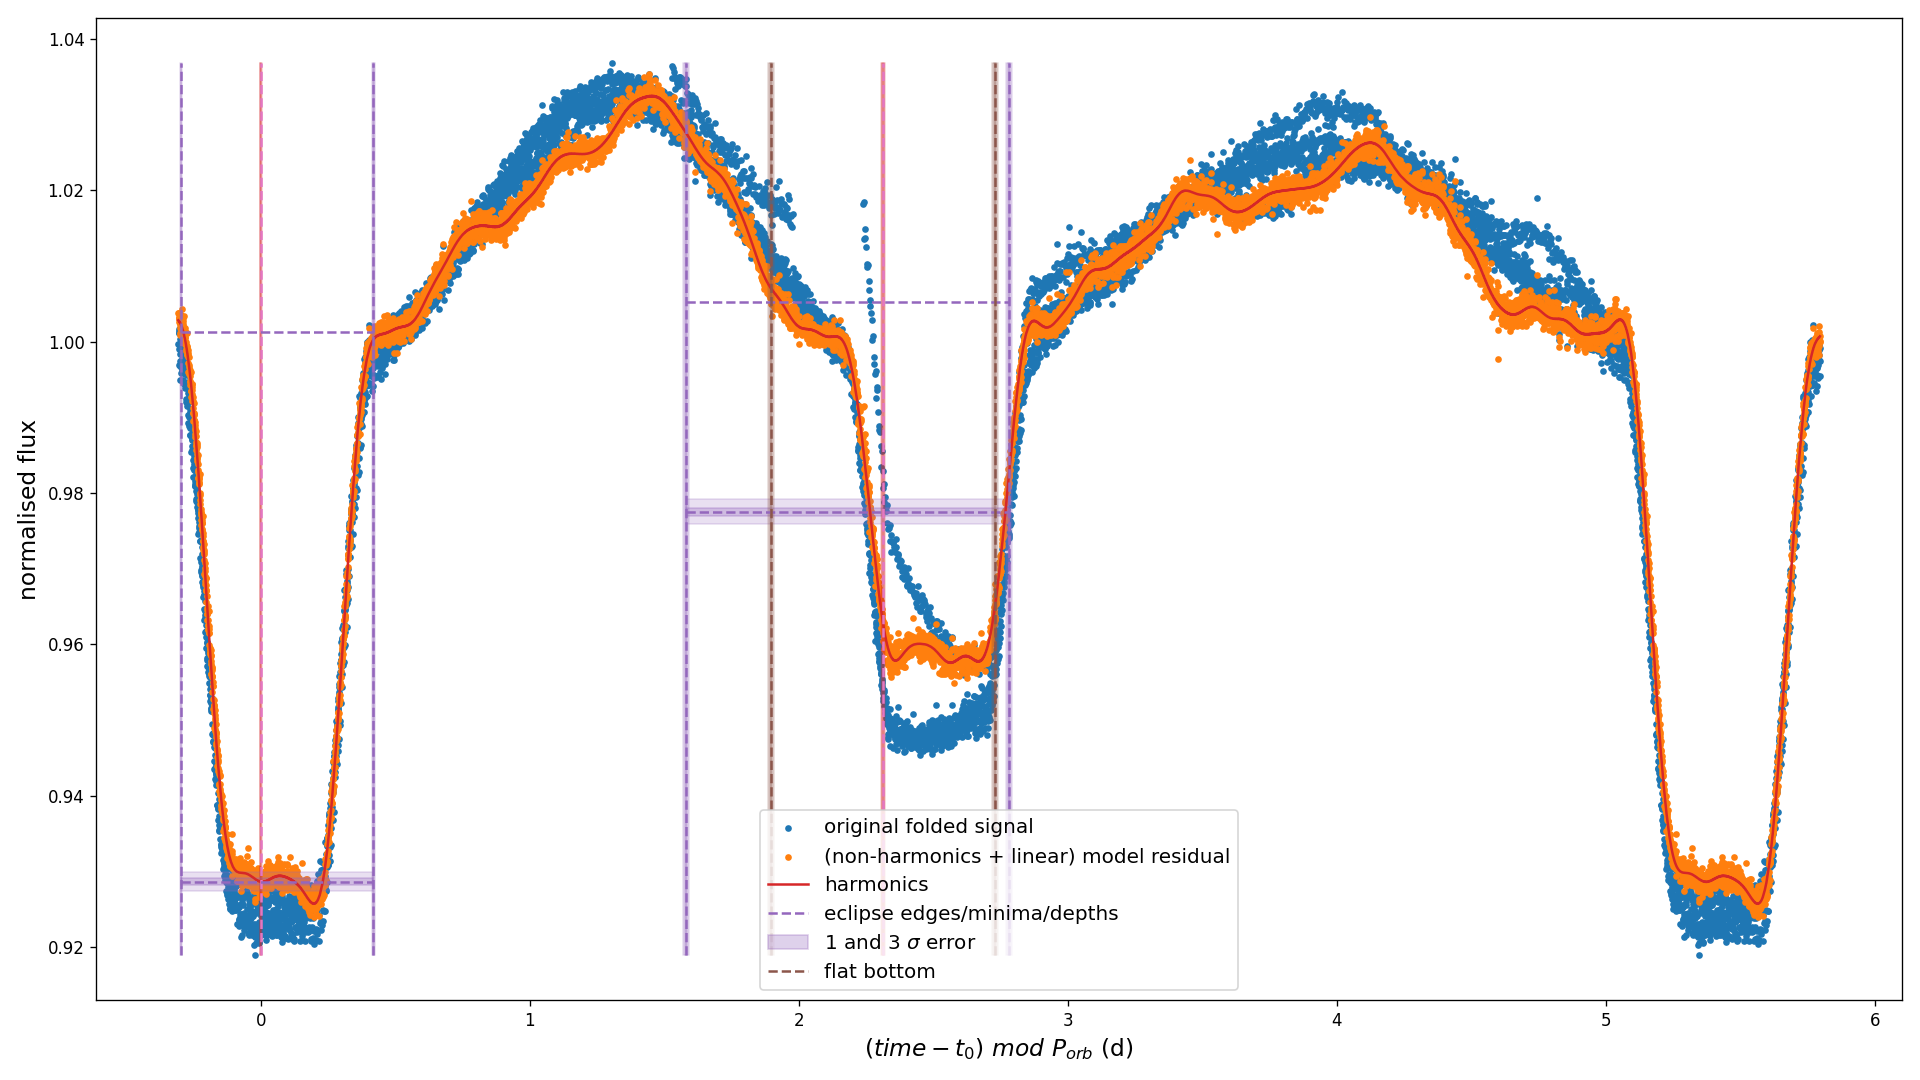 1.04
1.02
1.00
0.98
0.96
0.94
0.92
normalised flux
original folded signal
(non-harmonics + linear) model residual
harmonics
eclipse edges/minima/depths
1 and 3 σ error
flat bottom
0 1 2 3 4 5 6
(time − t₀) mod P_orb (d)